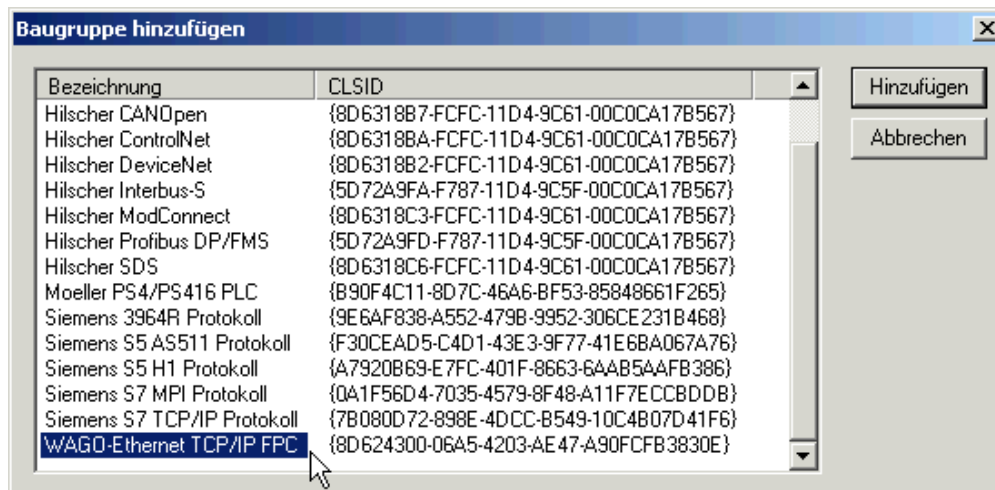 Baugruppe hinzufügen
Bezeichnung CLSID
Hilscher CANOpen {8D6318B7-FCFC-11D4-9C61-00C0CA17B567}
Hilscher ControlNet {8D6318BA-FCFC-11D4-9C61-00C0CA17B567}
Hilscher DeviceNet {8D6318B2-FCFC-11D4-9C61-00C0CA17B567}
Hilscher Interbus-S {5D72A9FA-F787-11D4-9C5F-00C0CA17B567}
Hilscher ModConnect {8D6318C3-FCFC-11D4-9C61-00C0CA17B567}
Hilscher Profibus DP/FMS {5D72A9FD-F787-11D4-9C5F-00C0CA17B567}
Hilscher SDS {8D6318C6-FCFC-11D4-9C61-00C0CA17B567}
Moeller PS4/PS416 PLC {B90F4C11-8D7C-46A6-BF53-85848661F265}
Siemens 3964R Protokoll {9E6AF838-A552-479B-9952-306CE231B468}
Siemens S5 AS511 Protokoll {F30CEAD5-C4D1-43E3-9F77-41E6BA067A76}
Siemens S5 H1 Protokoll {A7920B69-E7FC-401F-8663-6AAB5AAFB386}
Siemens S7 MPI Protokoll {0A1F56D4-7035-4579-8F48-A11F7ECCBDDB}
Siemens S7 TCP/IP Protokoll {7B080D72-898E-4DCC-B549-10C4B07D41F6}
WAGO-Ethernet TCP/IP FPC {8D624300-06A5-4203-AE47-A90FCFB3830E}
Hinzufügen
Abbrechen